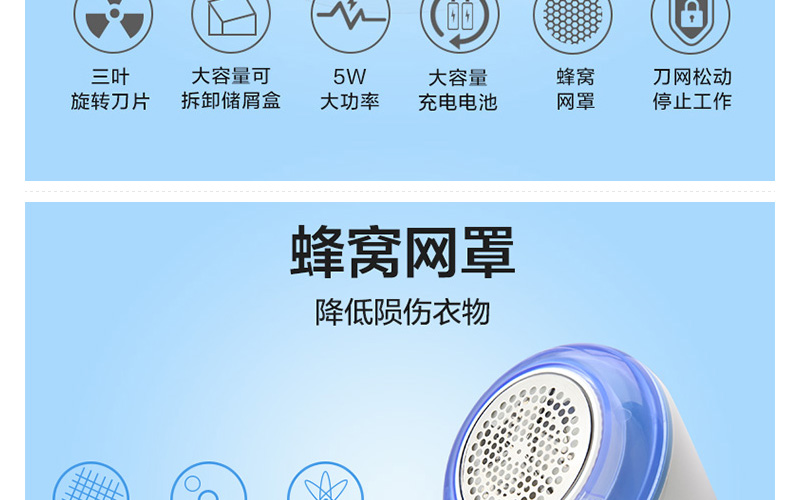 三叶
旋转刀片
大容量可
拆卸储屑盒
5W
大功率
大容量
充电电池
蜂窝
网罩
刀网松动
停止工作
蜂窝网罩
降低陨伤衣物